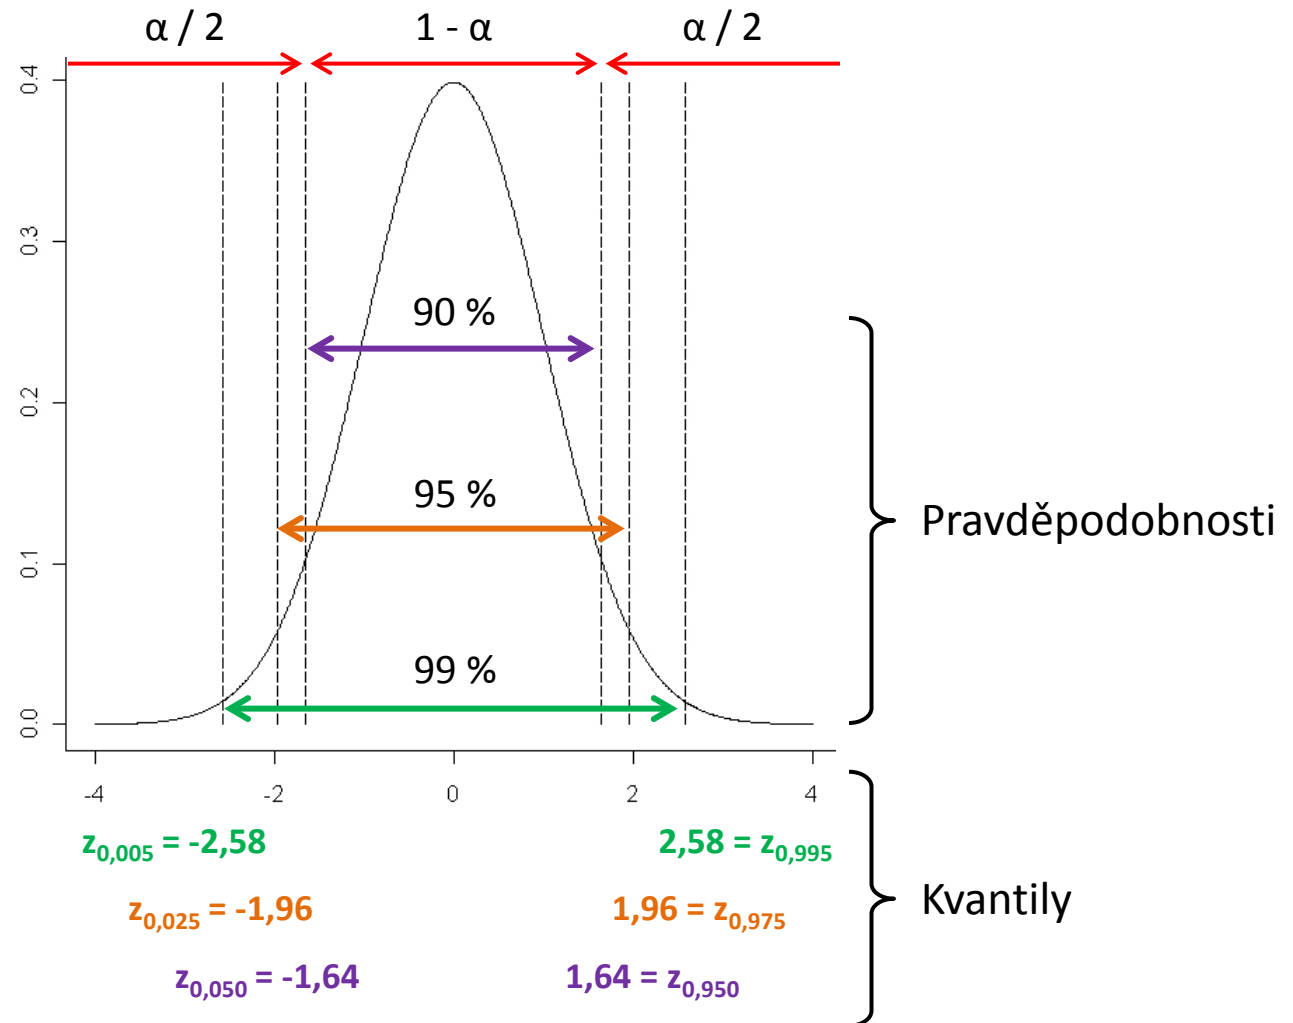 α / 2 1 - α α / 2
0.4
0.3
90 %
0.2
95 %
Pravděpodobnosti
0.1
99 %
0.0
-4 -2 0 2 4
z0,005 = -2,58 2,58 = z0,995
z0,025 = -1,96 1,96 = z0,975
Kvantily
z0,050 = -1,64 1,64 = z0,950